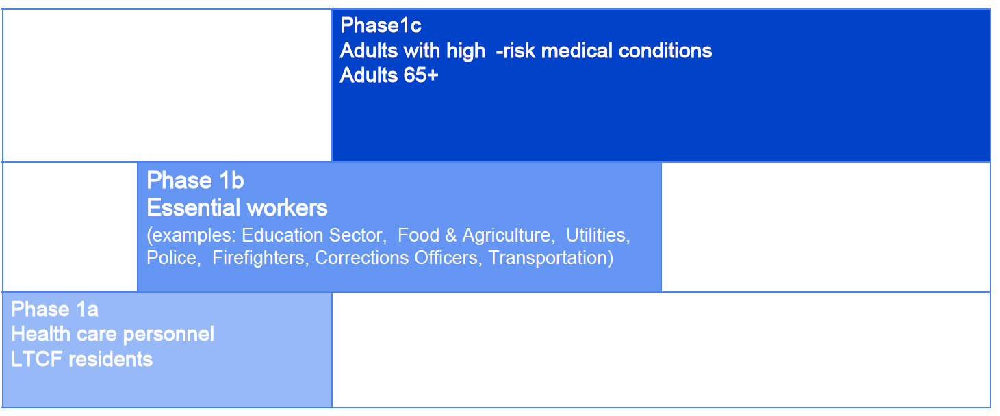 Phase1c
Adults with high  -risk medical conditions
Adults 65+
Phase 1b
Essential workers
(examples: Education Sector,  Food & Agriculture,  Utilities,
Police,  Firefighters, Corrections Officers, Transportation)
Phase 1a
Health care personnel
LTCF residents